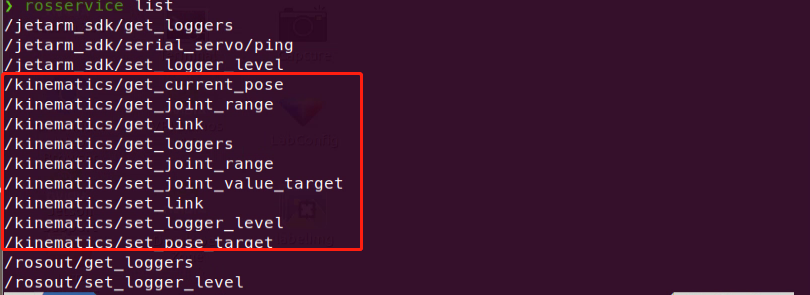 ❯ rosservice list
/jetarm_sdk/get_loggers
/jetarm_sdk/serial_servo/ping
/jetarm_sdk/set_logger_level
/kinematics/get_current_pose
/kinematics/get_joint_range
/kinematics/get_link
/kinematics/get_loggers
/kinematics/set_joint_range
/kinematics/set_joint_value_target
/kinematics/set_link
/kinematics/set_logger_level
/kinematics/set_pose_target
/rosout/get_loggers
/rosout/set_logger_level